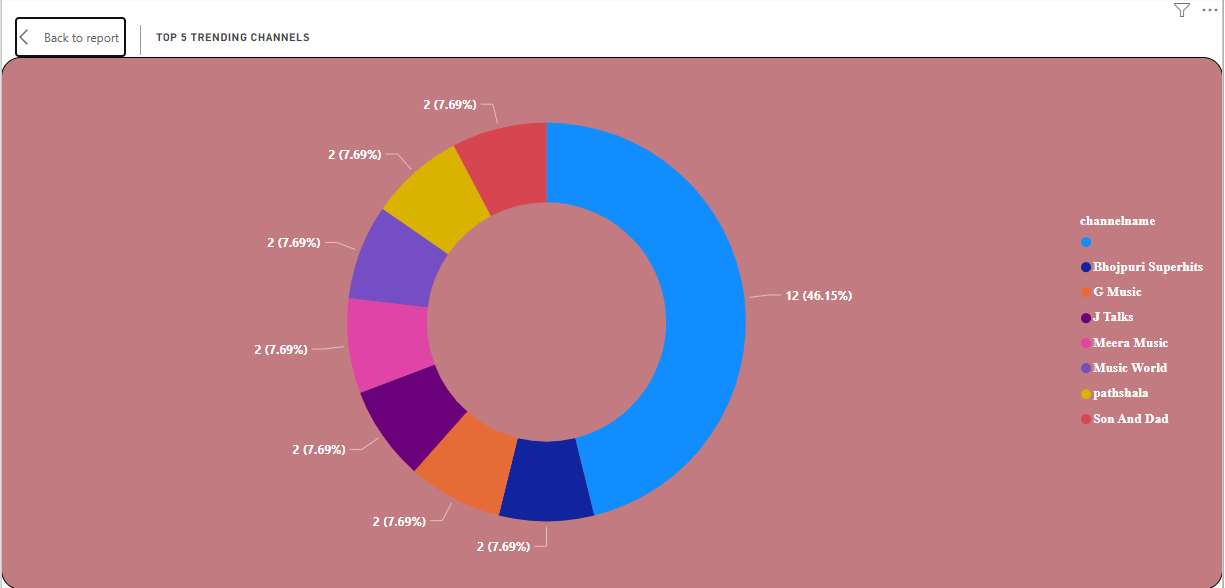 Back to report
TOP 5 TRENDING CHANNELS
2 (7.69%)
2 (7.69%)
2 (7.69%)
2 (7.69%)
2 (7.69%)
2 (7.69%)
2 (7.69%)
12 (46.15%)
channelname
Bhojpuri Superhits
G Music
J Talks
Meera Music
Music World
pathshala
Son And Dad